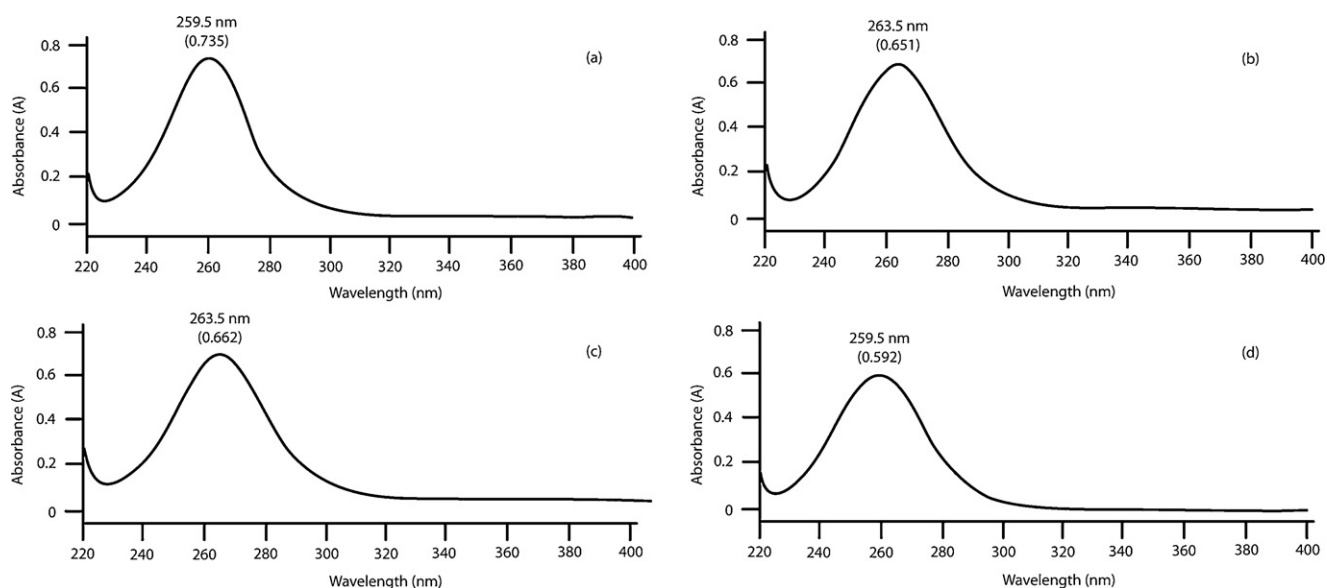 259.5 nm
(0.735)
(a)
0.8
0.6
0.4
0.2
0
Absorbance (A)
220 240 260 280 300 320 340 360 380 400
Wavelength (nm)
263.5 nm
(0.651)
(b)
0.8
0.6
0.4
0.2
0
Absorbance (A)
220 240 260 280 300 320 340 360 380 400
Wavelength (nm)
263.5 nm
(0.662)
(c)
0.8
0.6
0.4
0.2
0
Absorbance (A)
220 240 260 280 300 320 340 360 380 400
Wavelength (nm)
259.5 nm
(0.592)
(d)
0.8
0.6
0.4
0.2
0
Absorbance (A)
220 240 260 280 300 320 340 360 380 400
Wavelength (nm)